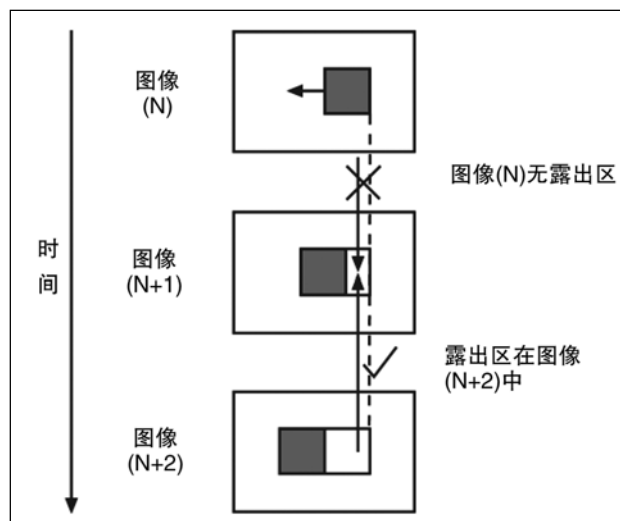 图像
(N)
图像(N)无露出区
时
间
图像
(N+1)
露出区在图像
(N+2)中
图像
(N+2)